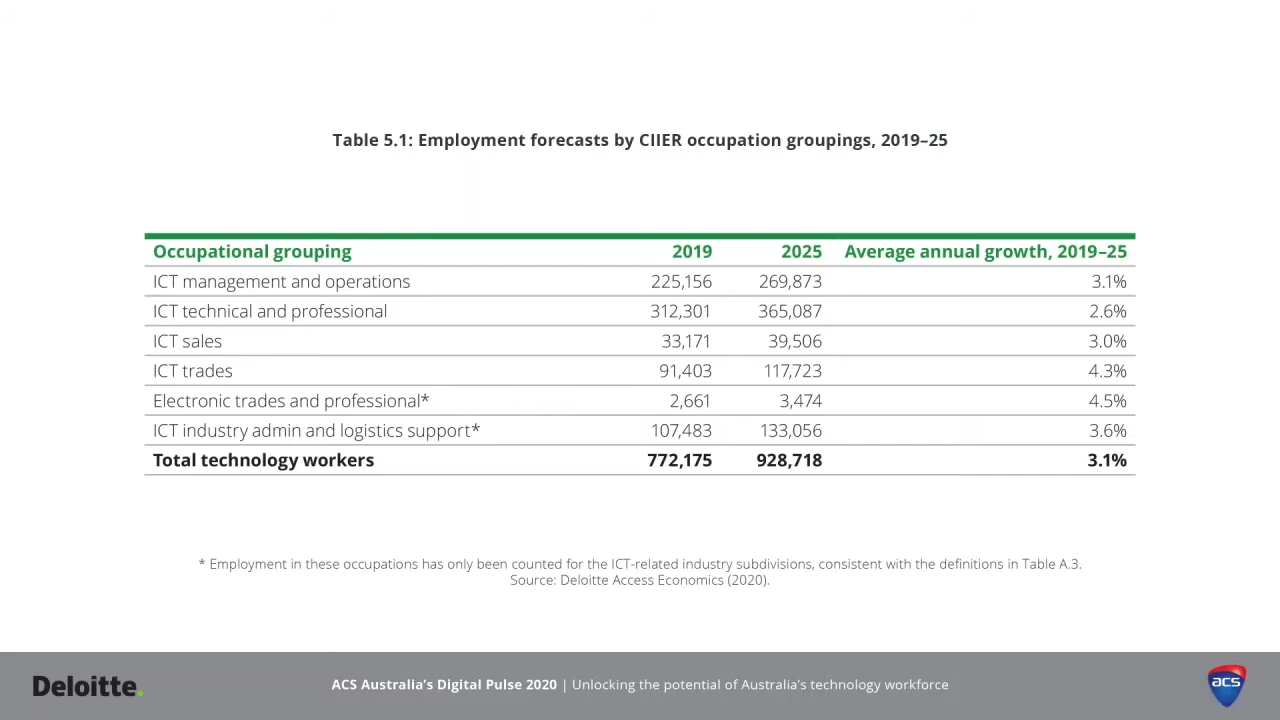 Table 5.1: Employment forecasts by CIIER occupation groupings, 2019–25
Occupational grouping 2019 2025 Average annual growth, 2019–25
ICT management and operations 225,156 269,873 3.1%
ICT technical and professional 312,301 365,087 2.6%
ICT sales 33,171 39,506 3.0%
ICT trades 91,403 117,723 4.3%
Electronic trades and professional* 2,661 3,474 4.5%
ICT industry admin and logistics support* 107,483 133,056 3.6%
Total technology workers 772,175 928,718 3.1%
* Employment in these occupations has only been counted for the ICT-related industry subdivisions, consistent with the definitions in Table A.3.
Source: Deloitte Access Economics (2020).
Deloitte.
ACS Australia's Digital Pulse 2020 | Unlocking the potential of Australia's technology workforce
acs